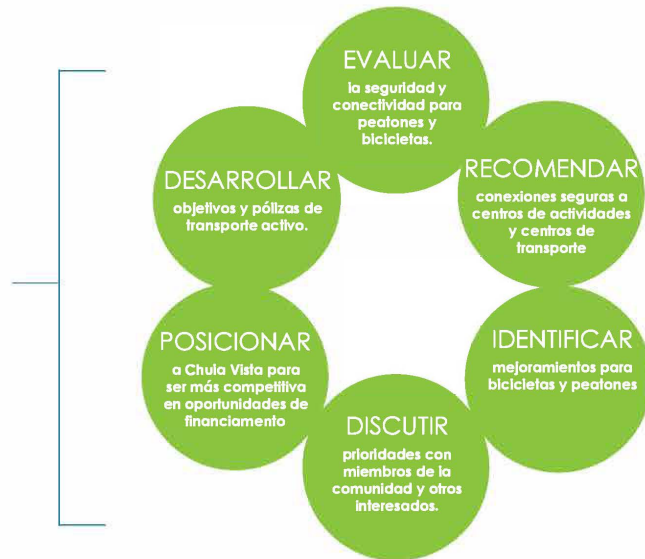 EVALUAR
la seguridad y
conectividad para
peatones y
bicicletas.
RECOMENDAR
conexiones seguras a
centros de actividades
y centros de
transporte
IDENTIFICAR
mejoramientos para
bicicletas y peatones
DISCUTIR
prioridades con
miembros de la
comunidad y otros
interesados.
POSICIONAR
a Chula Vista para
ser más competitiva
en oportunidades de
financiamento
DESARROLLAR
objetivos y pólizas de
transporte activo.